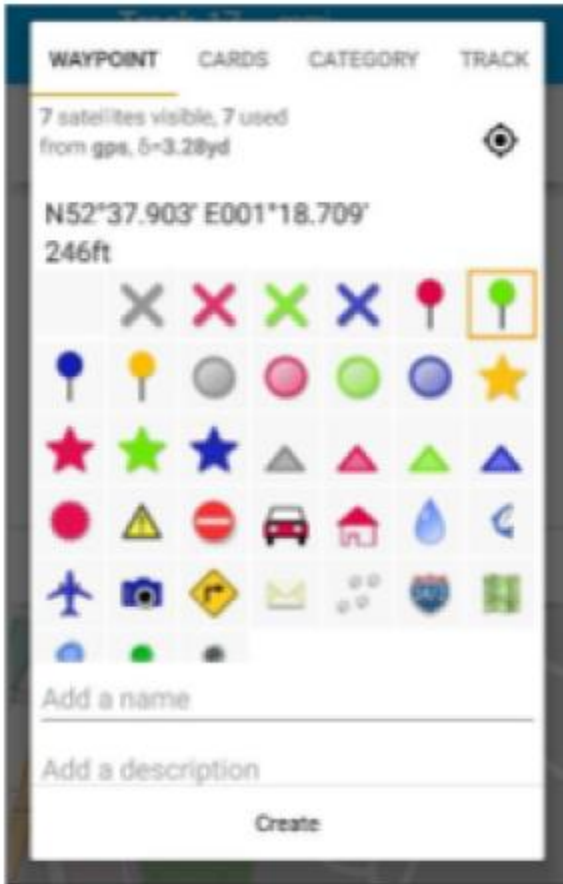 WAYPOINT CARDS CATEGORY TRACK
7 satellites visible, 7 used
from gps, δ=3.28yd
N52°37.903' E001°18.709'
246ft
Add a name
Add a description
Create